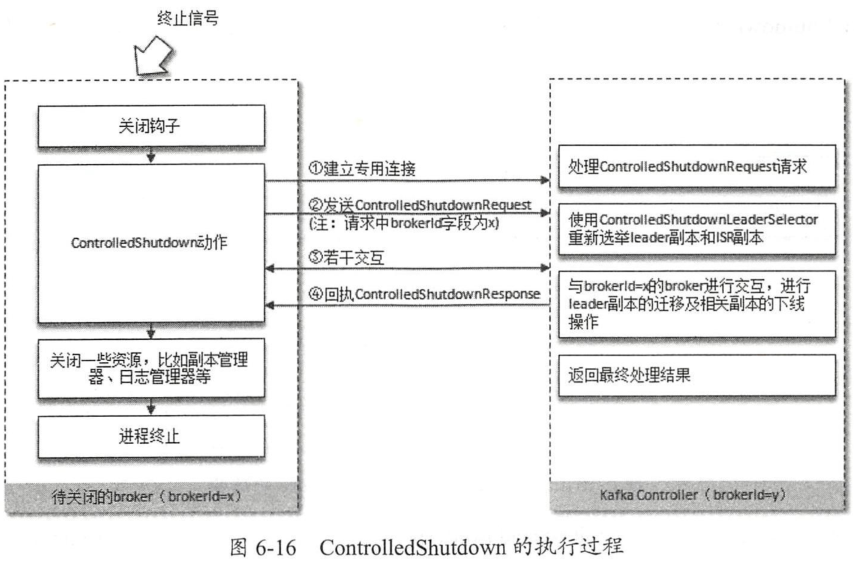 终止信号
关闭钩子
ControlledShutdown动作
关闭一些资源，比如副本管理
器、日志管理器等
进程终止
待关闭的broker（brokerId=x）
①建立专用连接
②发送ControlledShutdownRequest
(注：请求中brokerId字段为x)
③若干交互
④回执ControlledShutdownResponse
处理ControlledShutdownRequest请求
使用ControlledShutdownLeaderSelector
重新选举leader副本和ISR副本
与brokerId=x的broker进行交互，进行
leader副本的迁移及相关副本的下线
操作
返回最终处理结果
Kafka Controller（brokerId=y）
图 6-16 ControlledShutdown 的执行过程